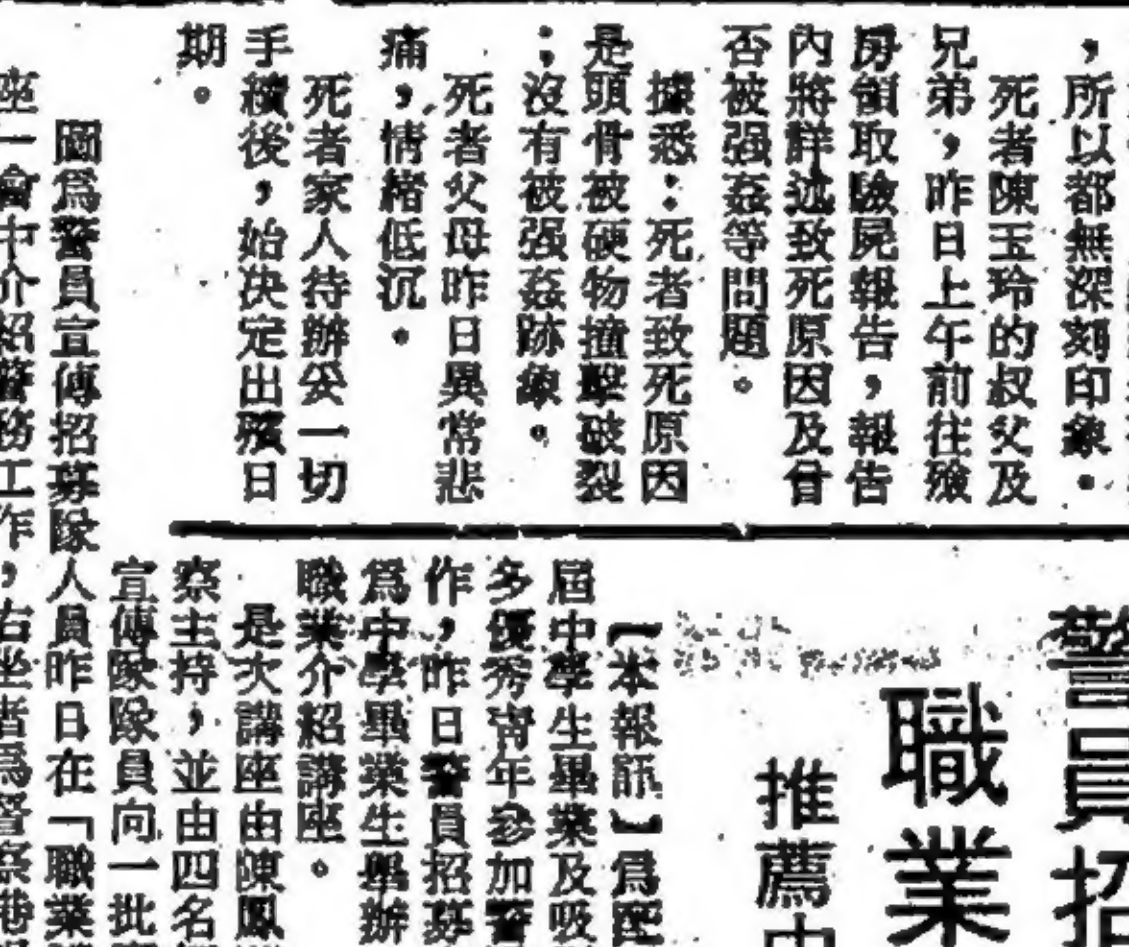 ，所以都無深刻印象。
死者陳玉玲的叔父及
兄弟，昨日上午前往殮
房領取驗屍報告，報告
內將詳述致死原因及曾
否被强姦等問題。
據悉：死者致死原因
是頭骨被硬物撞擊破裂
；沒有被强姦跡象。
死者父母昨日異常悲
痛，情緒低沉。
死者家人待辦妥一切
手續後，始決定出殯日
期。
警員招
職業
推薦中
【本報訊】爲
屆中學生畢業及吸
多優秀靑年參加警
作，昨日警員招募
爲中學畢業生舉辦
職業介紹講座。
是次講座由陳鳳
察主持，並由四名
宣傳隊隊員向一批
圖爲警員宣傳招募隊人員昨日在「職業
座一會中介紹警務工作，右坐者爲督察